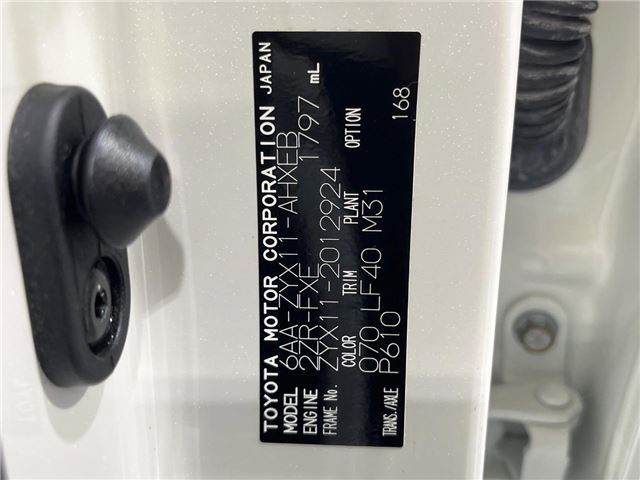 TOYOTA MOTOR CORPORATION JAPAN
MODEL 6AA-ZYX11-AHXEB
ENGINE 2ZR-FXE 1797 mL
FRAME No. ZYX11-2012924
COLOR TRIM PLANT OPTION
070 LF40 M31 168
TRANS./AXLE P610